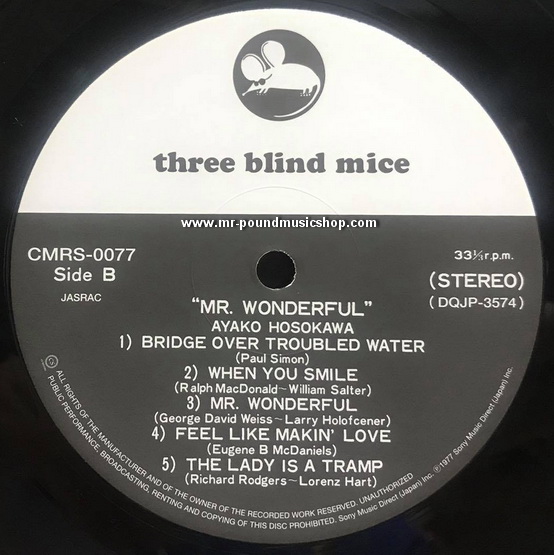 three blind mice
www.mr-poundmusicshop.com
CMRS-0077
Side B
JASRAC
33⅓r.p.m.
(STEREO)
(DQJP-3574)
"MR. WONDERFUL"
AYAKO HOSOKAWA
1) BRIDGE OVER TROUBLED WATER
(Paul Simon)
2) WHEN YOU SMILE
(Ralph MacDonald~William Salter)
3) MR. WONDERFUL
(George David Weiss~Larry Holofcener)
4) FEEL LIKE MAKIN' LOVE
(Eugene B McDaniels)
5) THE LADY IS A TRAMP
(Richard Rodgers~Lorenz Hart)
ALL RIGHTS OF THE MANUFACTURER AND OF THE OWNER OF THE RECORDED WORK RESERVED. UNAUTHORIZED
PUBLIC PERFORMANCE, BROADCASTING, RENTING AND COPYING OF THIS DISC PROHIBITED. Sony Music Direct (Japan) Inc. ℗1977 Sony Music Direct (Japan) Inc.